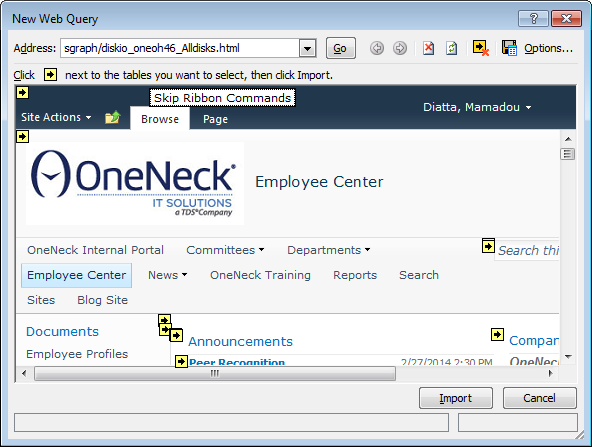 New Web Query
Address: sgraph/diskio_oneoh46_Alldisks.html Go Options...
Click next to the tables you want to select, then click Import.
Skip Ribbon Commands
Diatta, Mamadou
Site Actions Browse Page
OneNeck®
IT SOLUTIONS
a TDS® Company
Employee Center
OneNeck Internal Portal Committees Departments Search thi
Employee Center News OneNeck Training Reports Search
Sites Blog Site
Documents Announcements Compan
Employee Profiles Peer Recognition 2/27/2014 2:30 PM OneNec
Import Cancel